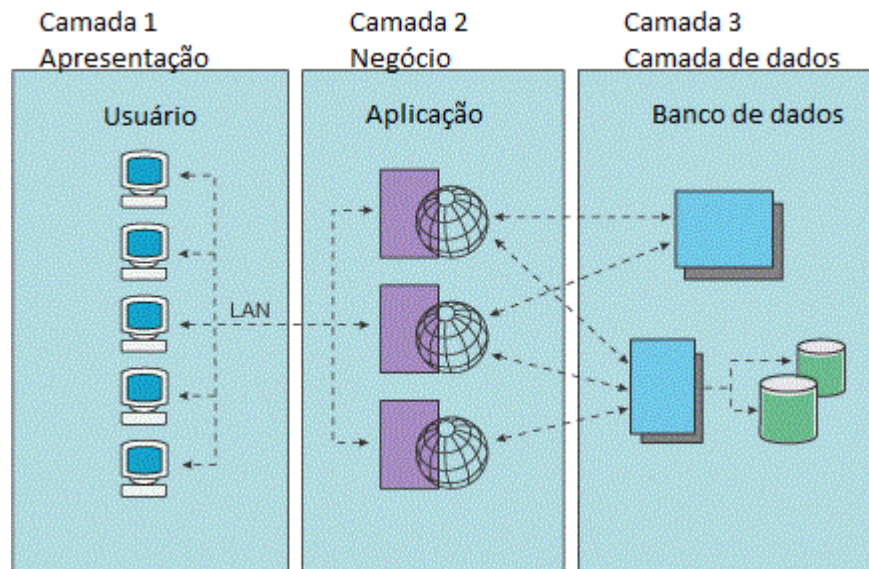 Camada 1
Apresentação
Camada 2
Negócio
Camada 3
Camada de dados
Usuário
Aplicação
Banco de dados
LAN